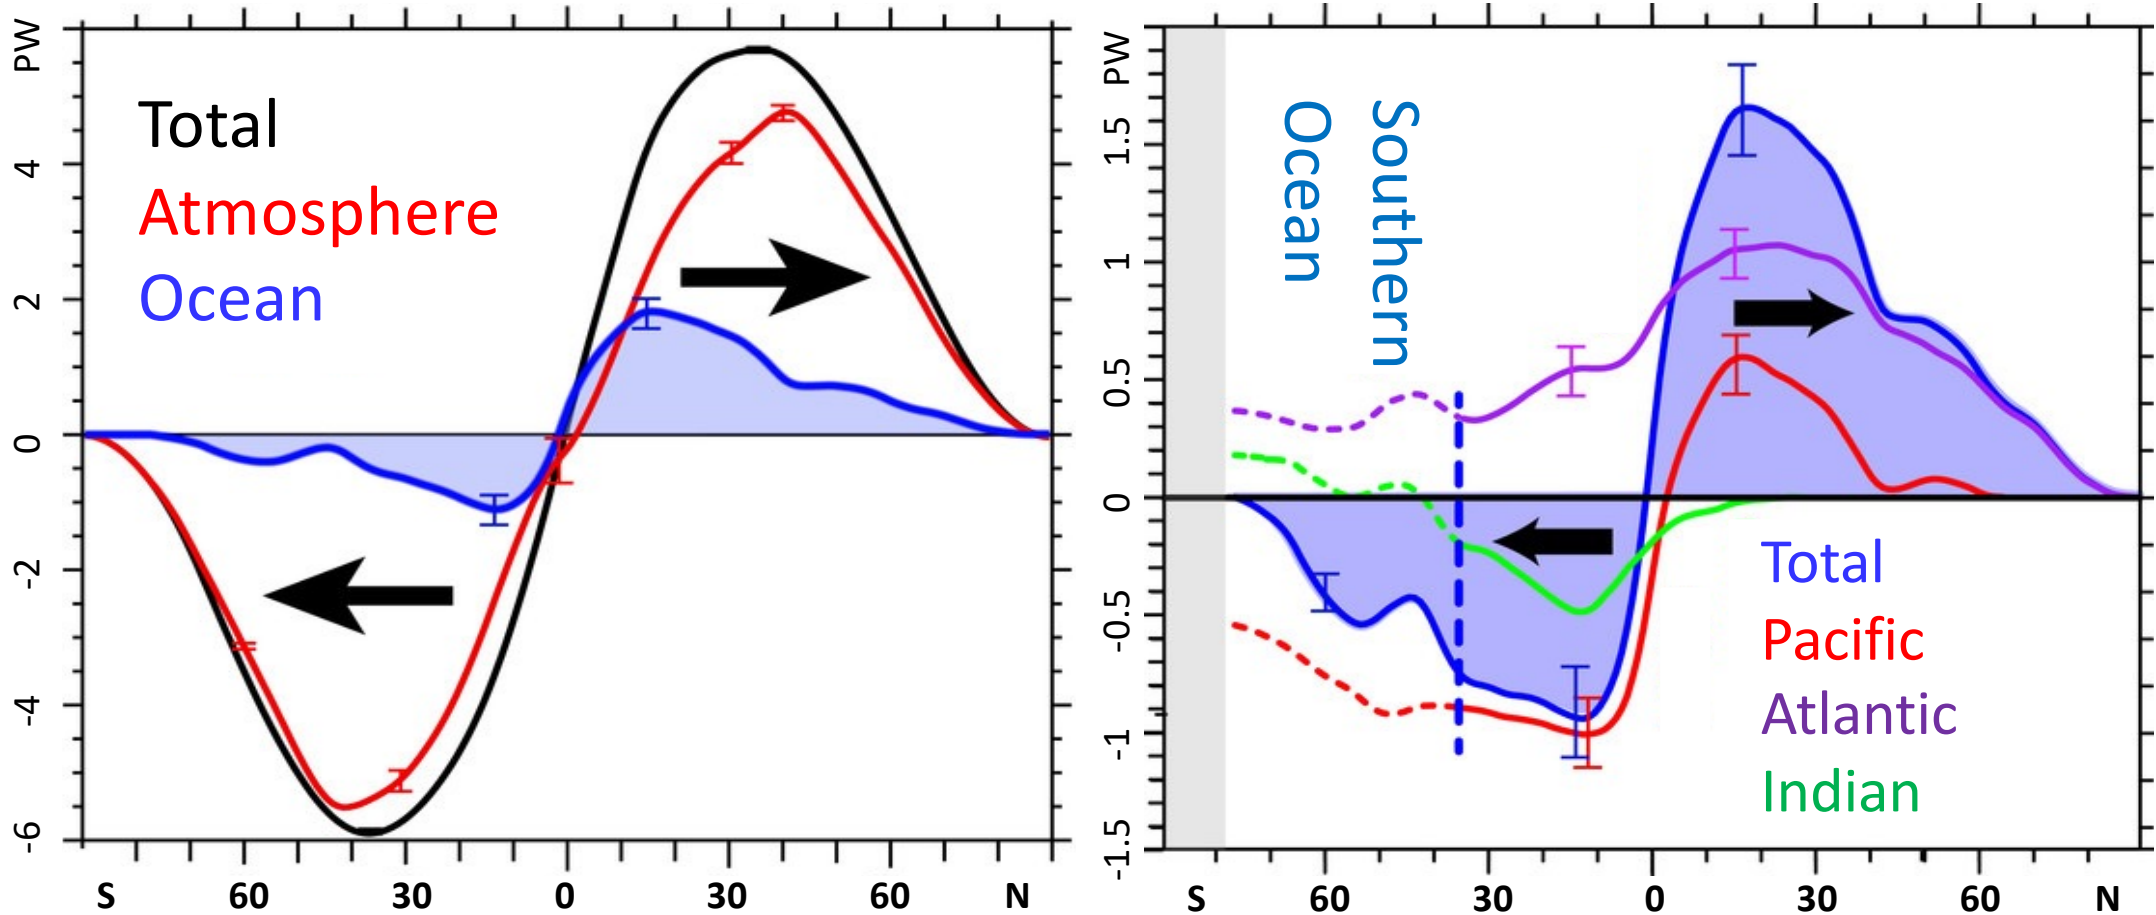 PW
4
2
0
-2
-4
-6
Total
Atmosphere
Ocean
S 60 30 0 30 60 N
PW
1.5
1
0.5
0
-0.5
-1
-1.5
Southern
Ocean
Total
Pacific
Atlantic
Indian
S 60 30 0 30 60 N